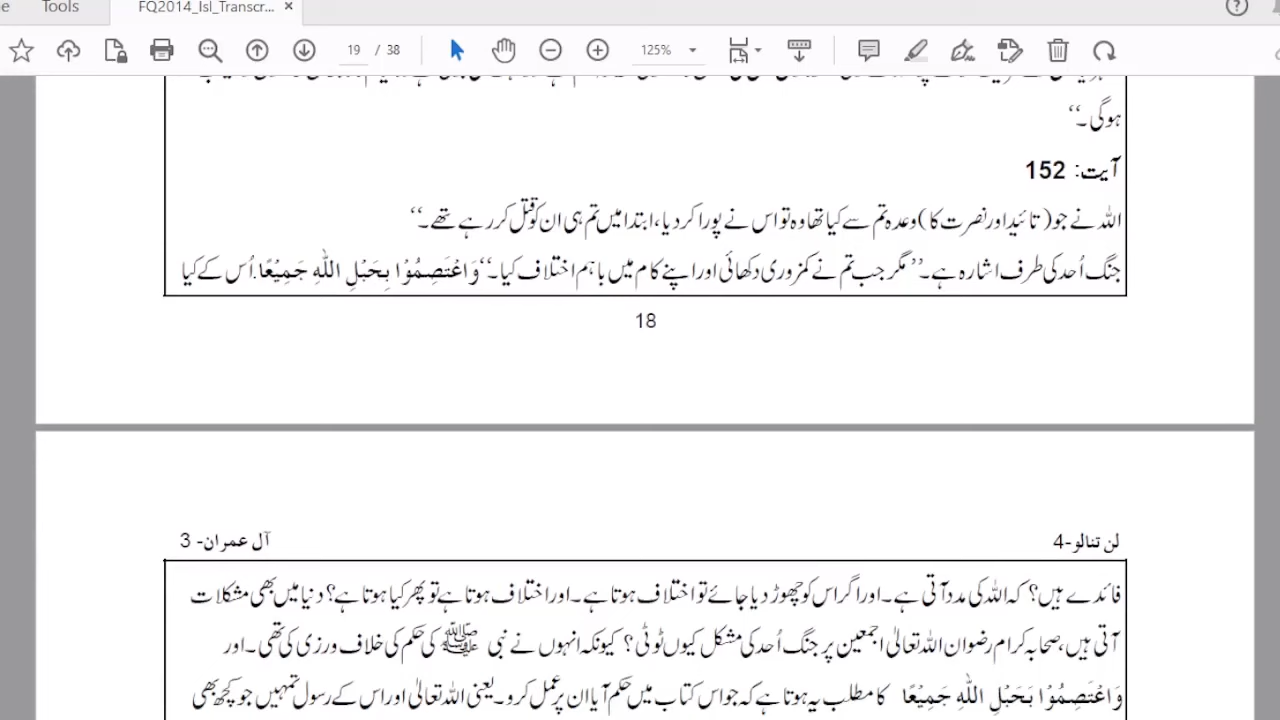 Tools
FQ2014_Isl_Transcr... ×
19 / 38
125%
ہوگی۔‘‘
آیت: 152
اللہ نے جو (تائید اور نصرت کا) وعدہ تم سے کیا تھا وہ تو اس نے پورا کر دیا، ابتدا میں تم ہی ان کو قتل کر رہے تھے۔‘‘
جنگ اُحد کی طرف اشارہ ہے۔’’ مگر جب تم نے کمزوری دکھائی اور اپنے کام میں باہم اختلاف کیا۔‘‘ وَاعْتَصِمُوْا بِحَبْلِ اللّٰهِ جَمِيْعًا. اُس کے کیا
18
لن تنالو-4
آل عمران- 3
فائدے ہیں؟ کہ اللہ کی مدد آتی ہے۔ اور اگر اس کو چھوڑ دیا جائے تو اختلاف ہوتا ہے۔ اور اختلاف ہوتا ہے تو پھر کیا ہوتا ہے؟ دنیا میں بھی مشکلات
آتی ہیں، صحابہ کرام رضوان اللہ تعالیٰ اجمعین پر جنگ اُحد کی مشکل کیوں ٹوٹی؟ کیونکہ انہوں نے نبی ﷺ کی حکم کی خلاف ورزی کی تھی۔ اور
وَاعْتَصِمُوْا بِحَبْلِ اللّٰهِ جَمِيْعًا کا مطلب یہ ہوتا ہے کہ جو اس کتاب میں حکم آیا ان پر عمل کرو۔ یعنی اللہ تعالیٰ اور اس کے رسول تمہیں جو کچھ بھی